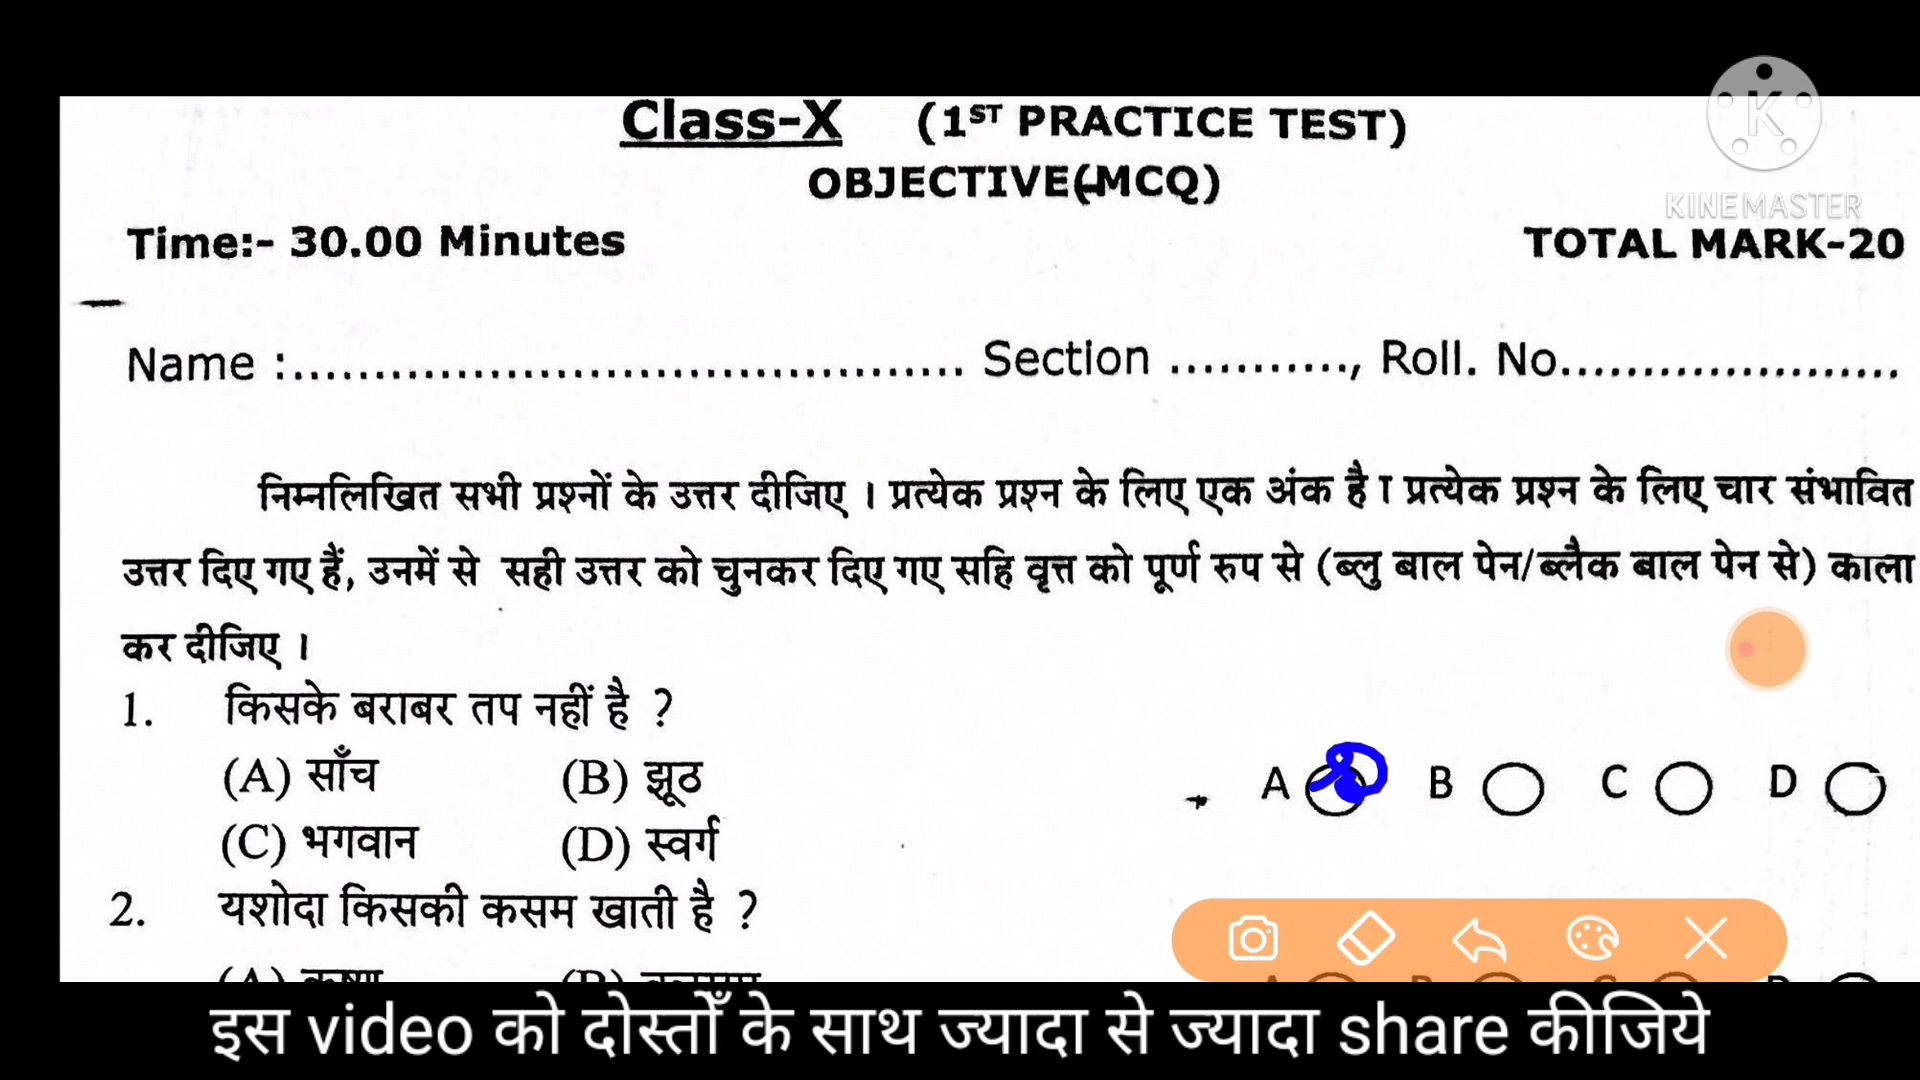 Class-X (1ST PRACTICE TEST)
OBJECTIVE(MCQ)
KINEMASTER
Time:- 30.00 Minutes TOTAL MARK-20
Name :......................................... Section ..........., Roll. No.....................
निम्नलिखित सभी प्रश्नों के उत्तर दीजिए । प्रत्येक प्रश्न के लिए एक अंक है । प्रत्येक प्रश्न के लिए चार संभावित
उत्तर दिए गए हैं, उनमें से सही उत्तर को चुनकर दिए गए सहि वृत्त को पूर्ण रुप से (ब्लु बाल पेन/ब्लैक बाल पेन से) काला
कर दीजिए ।
1. किसके बराबर तप नहीं है ?
(A) साँच (B) झूठ A B C D
(C) भगवान (D) स्वर्ग
2. यशोदा किसकी कसम खाती है ?
इस video को दोस्तोँ के साथ ज्यादा से ज्यादा share कीजिये